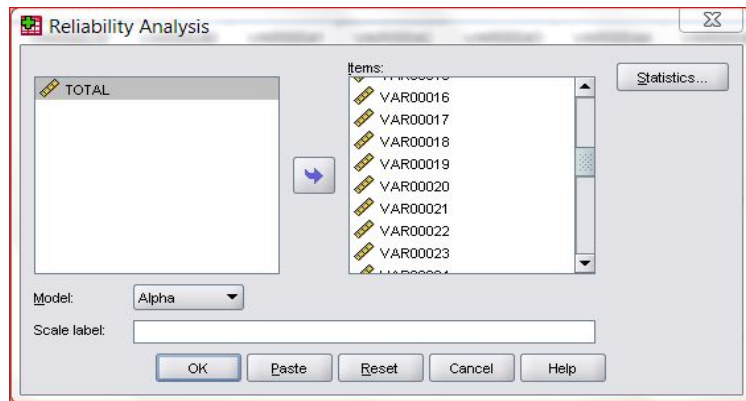 Reliability Analysis
Items:
Statistics...
TOTAL
VAR00016
VAR00017
VAR00018
VAR00019
VAR00020
VAR00021
VAR00022
VAR00023
Model:
Alpha
Scale label:
OK
Paste
Reset
Cancel
Help